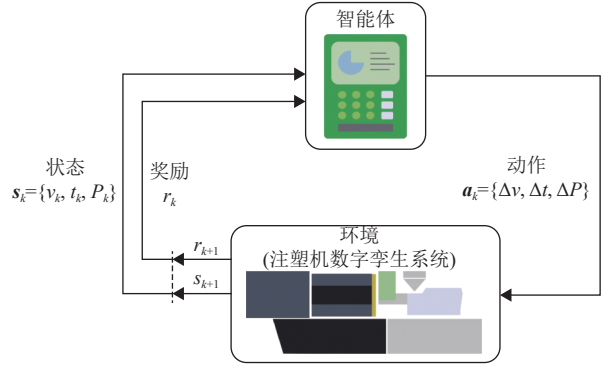 智能体
状态
s_k={v_k, t_k, P_k}
奖励
r_k
动作
a_k={Δv, Δt, ΔP}
环境
(注塑机数字孪生系统)
r_{k+1}
s_{k+1}